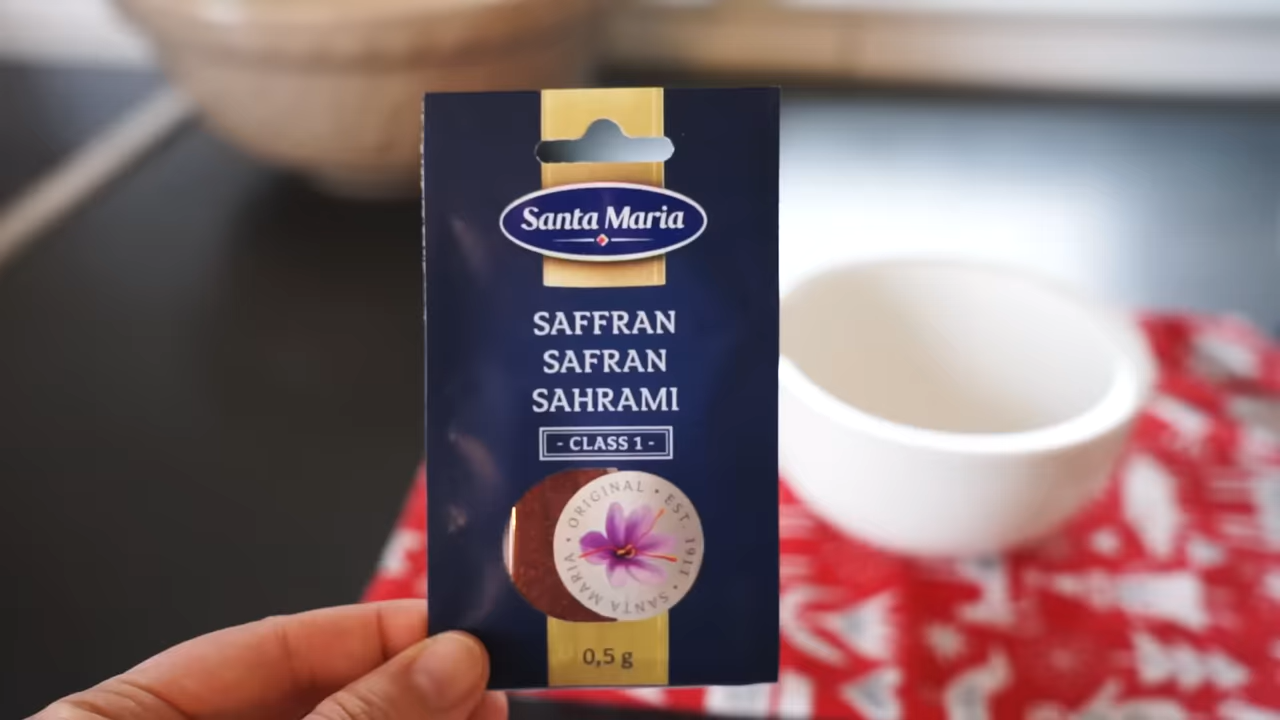 Santa Maria
SAFFRAN
SAFRAN
SAHRAMI
- CLASS 1 -
ORIGINAL • EST. 1911 • SANTA MARIA •
0,5 g